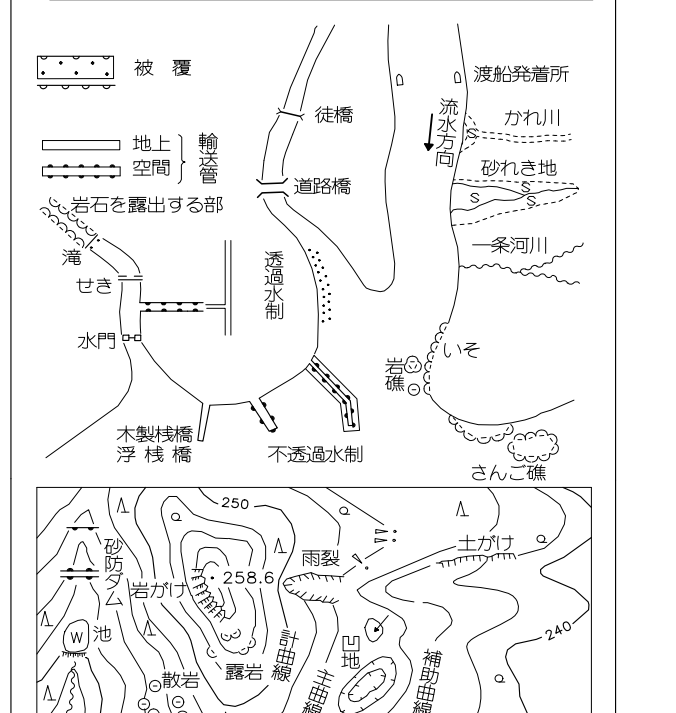 被 覆
地上
空間
輸送管
岩石を露出する部
滝
せき
水門
徒橋
道路橋
透過水制
木製桟橋
浮桟橋
不透過水制
渡船発着所
流水方向
かれ川
S
砂れき地
S
S
S
一条河川
いそ
岩礁
さんご礁
250
砂防ダム
岩がけ
258.6
雨裂
土がけ
240
W
池
散岩
露岩
計曲線
主曲線
凹地
補助曲線